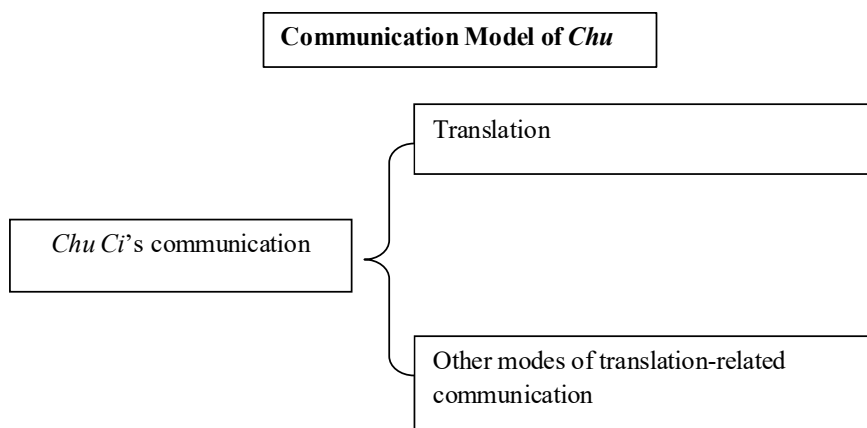 Communication Model of Chu
Translation
Chu Ci’s communication
Other modes of translation-related
communication